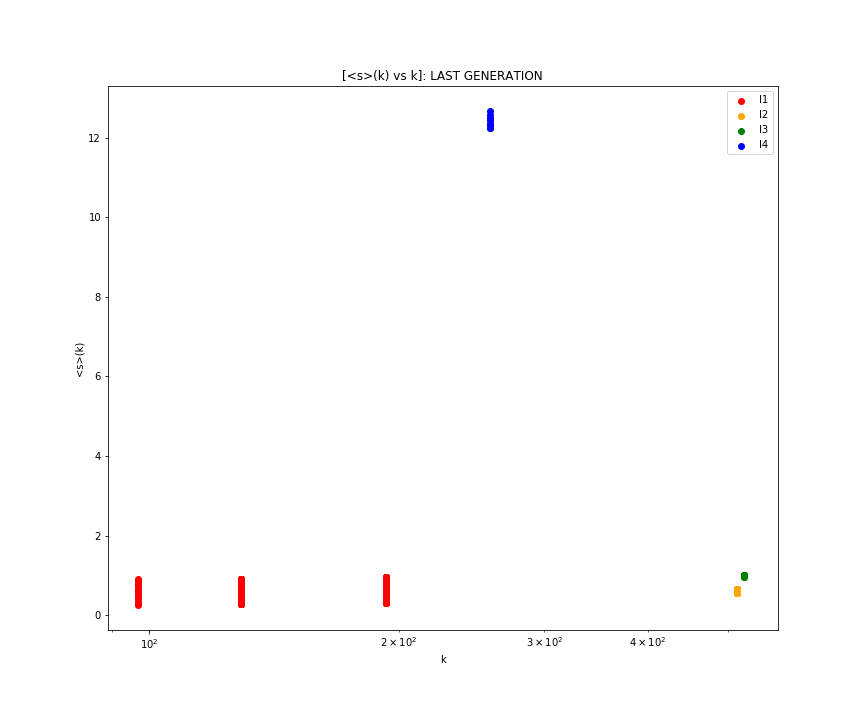 [<s>(k) vs k]: LAST GENERATION
l1
l2
l3
l4
12
10
8
6
4
2
0
<s>(k)
10²
2 × 10²
3 × 10²
4 × 10²
k